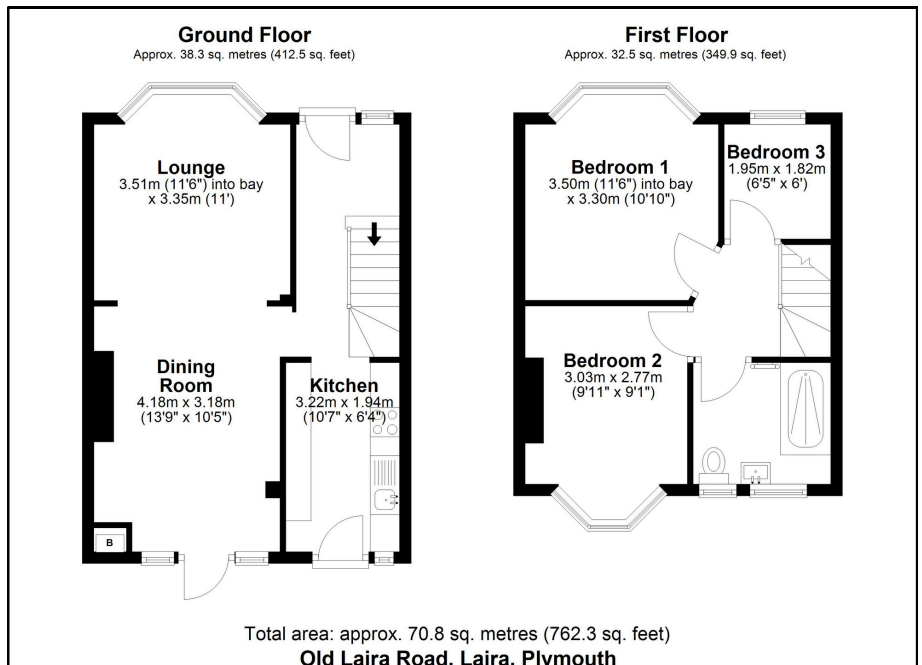 Ground Floor
Approx. 38.3 sq. metres (412.5 sq. feet)
Lounge
3.51m (11'6") into bay
x 3.35m (11')
Dining
Room
4.18m x 3.18m
(13'9" x 10'5")
Kitchen
3.22m x 1.94m
(10'7" x 6'4")
B
First Floor
Approx. 32.5 sq. metres (349.9 sq. feet)
Bedroom 1
3.50m (11'6") into bay
x 3.30m (10'10")
Bedroom 3
1.95m x 1.82m
(6'5" x 6')
Bedroom 2
3.03m x 2.77m
(9'11" x 9'1")
Total area: approx. 70.8 sq. metres (762.3 sq. feet)
Old Laira Road, Laira, Plymouth